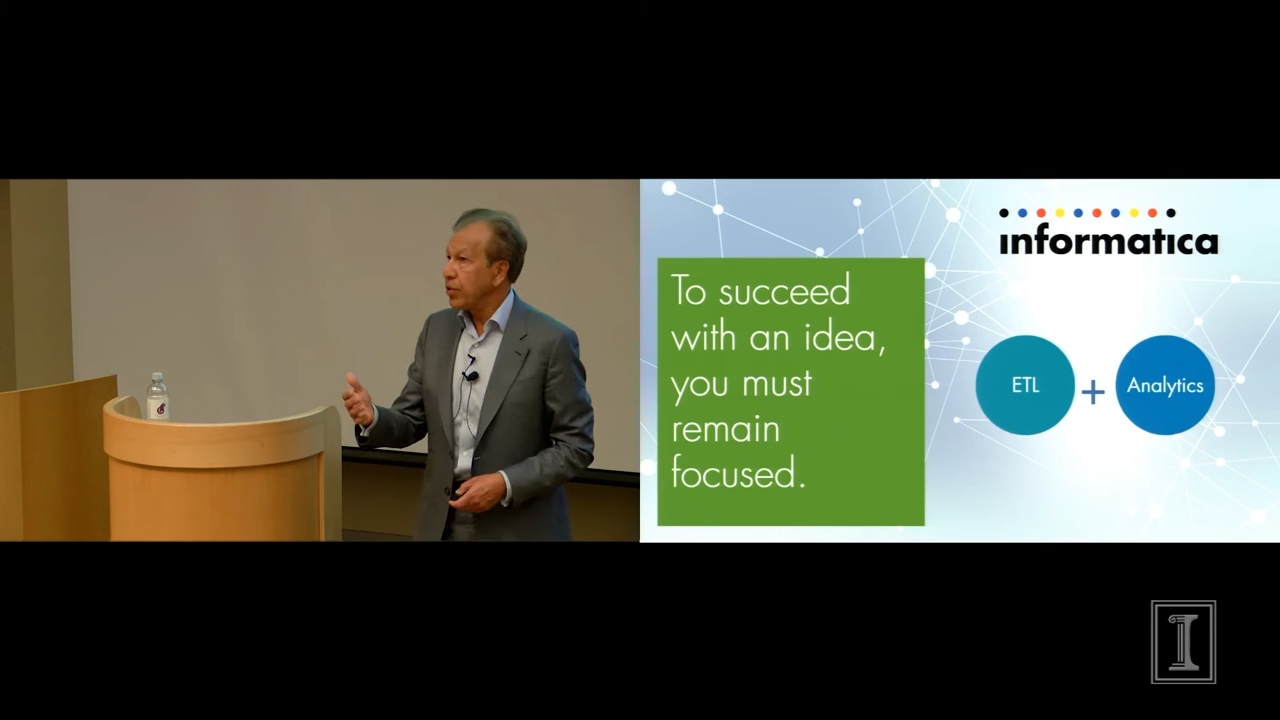 informatica
To succeed
with an idea,
you must
remain
focused.
ETL + Analytics
I